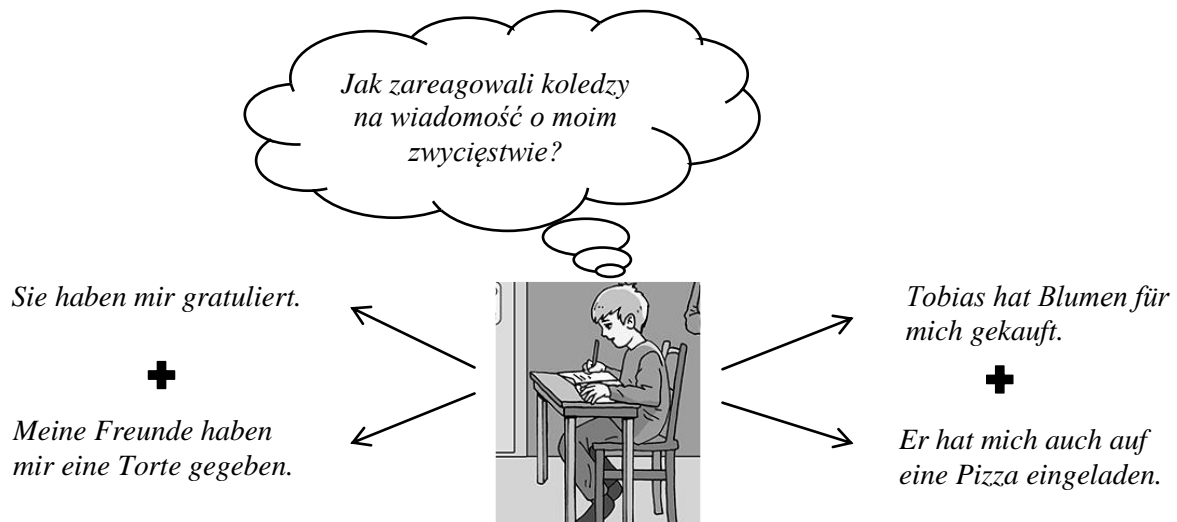 Jak zareagowali koledzy
na wiadomość o moim
zwycięstwie?
Sie haben mir gratuliert.
Meine Freunde haben
mir eine Torte gegeben.
Tobias hat Blumen für
mich gekauft.
Er hat mich auch auf
eine Pizza eingeladen.